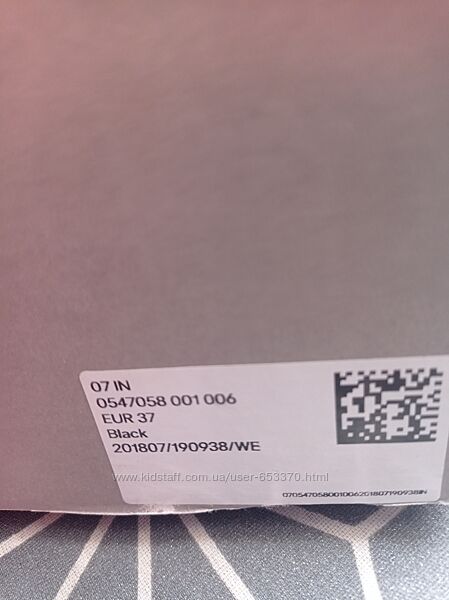 07 IN
0547058 001 006
EUR 37
Black
201807/190938/WE
www.kidstaff.com.ua/user-653370.html
07054705800100620180719093​8IN